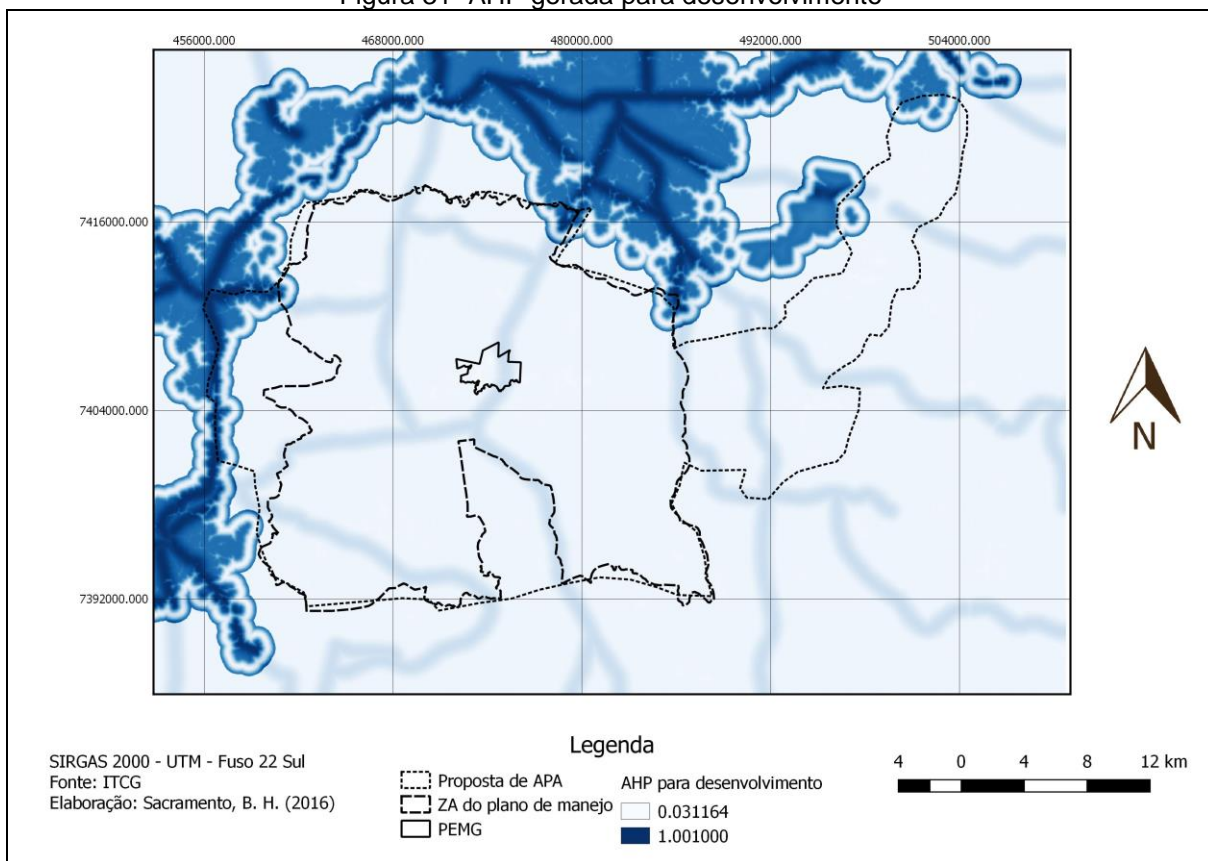 Figura 31- AHP gerada para desenvolvimento
456000.000 468000.000 480000.000 492000.000 504000.000
7416000.000
7404000.000
7392000.000
N
Legenda
SIRGAS 2000 - UTM - Fuso 22 Sul
Fonte: ITCG
Elaboração: Sacramento, B. H. (2016)
Proposta de APA
ZA do plano de manejo
PEMG
AHP para desenvolvimento
0.031164
1.001000
4 0 4 8 12 km